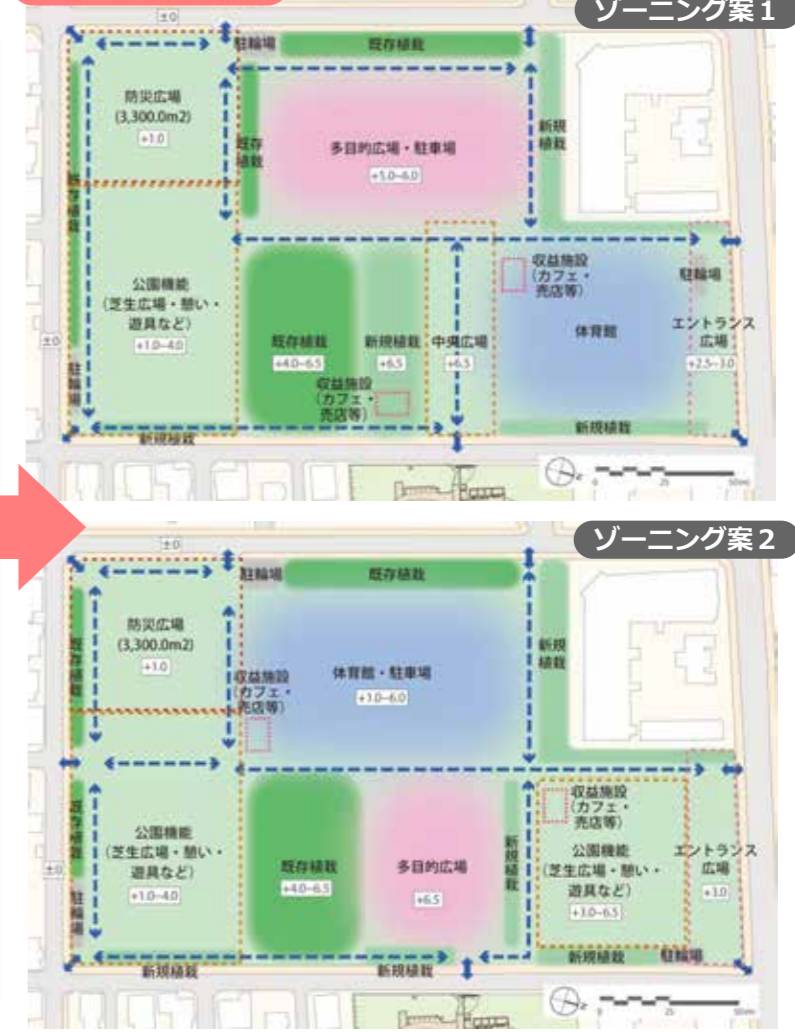 ゾーニング案1
±0
駐輪場
既存植栽
防災広場
(3,300.0m2)
+1.0
既存
植栽
多目的広場・駐車場
+1.0~6.0
新規
植栽
既存植栽
公園機能
(芝生広場・憩い・
遊具など)
+1.0~4.0
±0
駐輪場
既存植栽
+4.0~6.5
新規植栽
+6.5
中央広場
+6.5
収益施設
(カフェ・
売店等)
収益施設
(カフェ・
売店等)
体育館
駐輪場
エントランス
広場
+2.5~3.0
新規植栽
新規植栽
0
25
50m
ゾーニング案2
±0
駐輪場
既存植栽
既存植栽
防災広場
(3,300.0m2)
+1.0
収益施設
(カフェ・
売店等)
体育館・駐車場
+1.0~6.0
新規
植栽
既存植栽
公園機能
(芝生広場・憩い・
遊具など)
+1.0~4.0
±0
駐輪場
既存植栽
+4.0~6.5
多目的広場
+6.5
新規植栽
収益施設
(カフェ・
売店等)
公園機能
(芝生広場・憩い・
遊具など)
+3.0~6.5
エントランス
広場
+3.0
新規植栽
新規植栽
新規植栽
駐輪場
0
25
50m